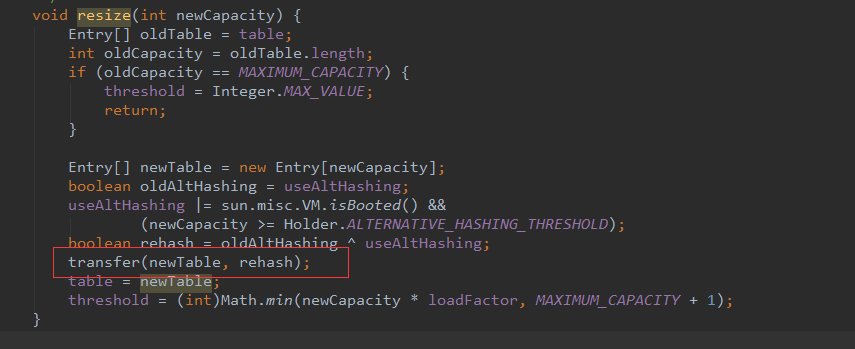 void resize(int newCapacity) {
    Entry[] oldTable = table;
    int oldCapacity = oldTable.length;
    if (oldCapacity == MAXIMUM_CAPACITY) {
        threshold = Integer.MAX_VALUE;
        return;
    }

    Entry[] newTable = new Entry[newCapacity];
    boolean oldAltHashing = useAltHashing;
    useAltHashing |= sun.misc.VM.isBooted() &&
            (newCapacity >= Holder.ALTERNATIVE_HASHING_THRESHOLD);
    boolean rehash = oldAltHashing ^ useAltHashing;
    transfer(newTable, rehash);
    table = newTable;
    threshold = (int)Math.min(newCapacity * loadFactor, MAXIMUM_CAPACITY + 1);
}